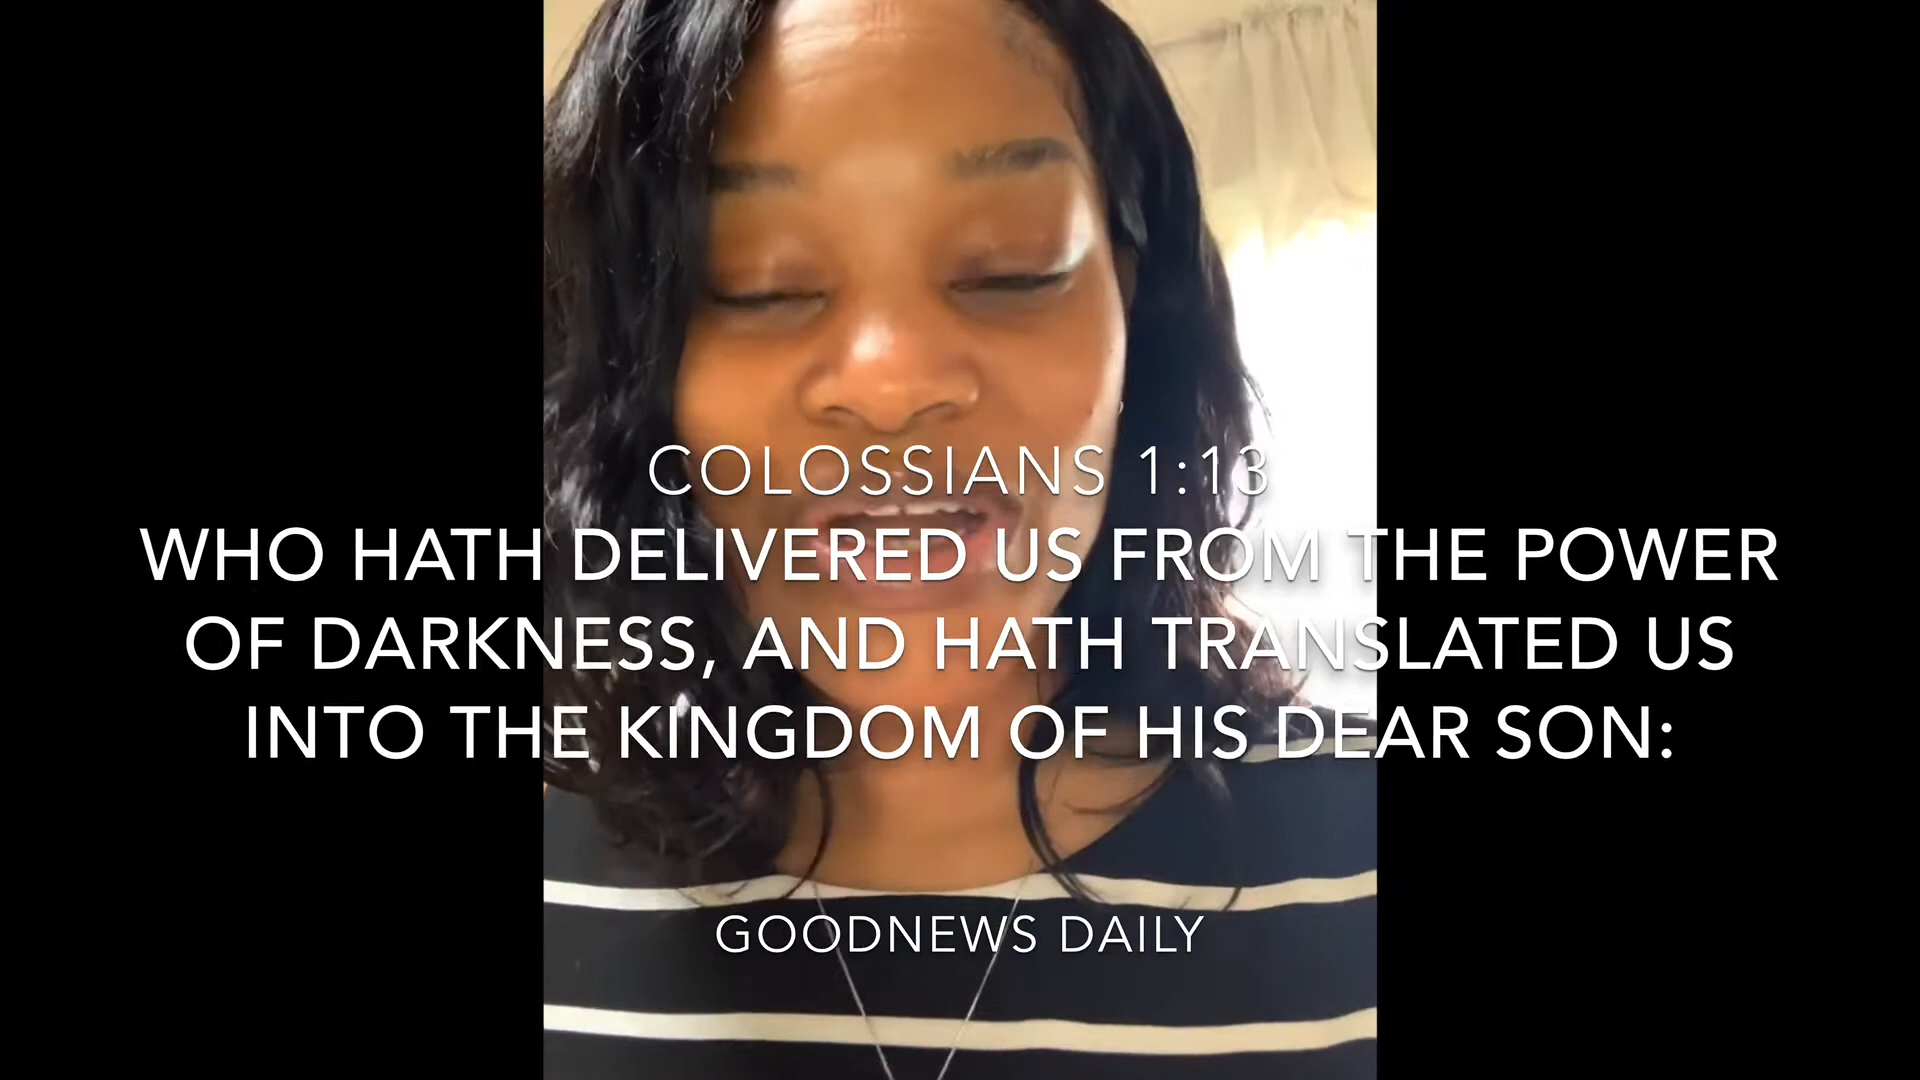 COLOSSIANS 1:13
WHO HATH DELIVERED US FROM THE POWER
OF DARKNESS, AND HATH TRANSLATED US
INTO THE KINGDOM OF HIS DEAR SON:
GOODNEWS DAILY